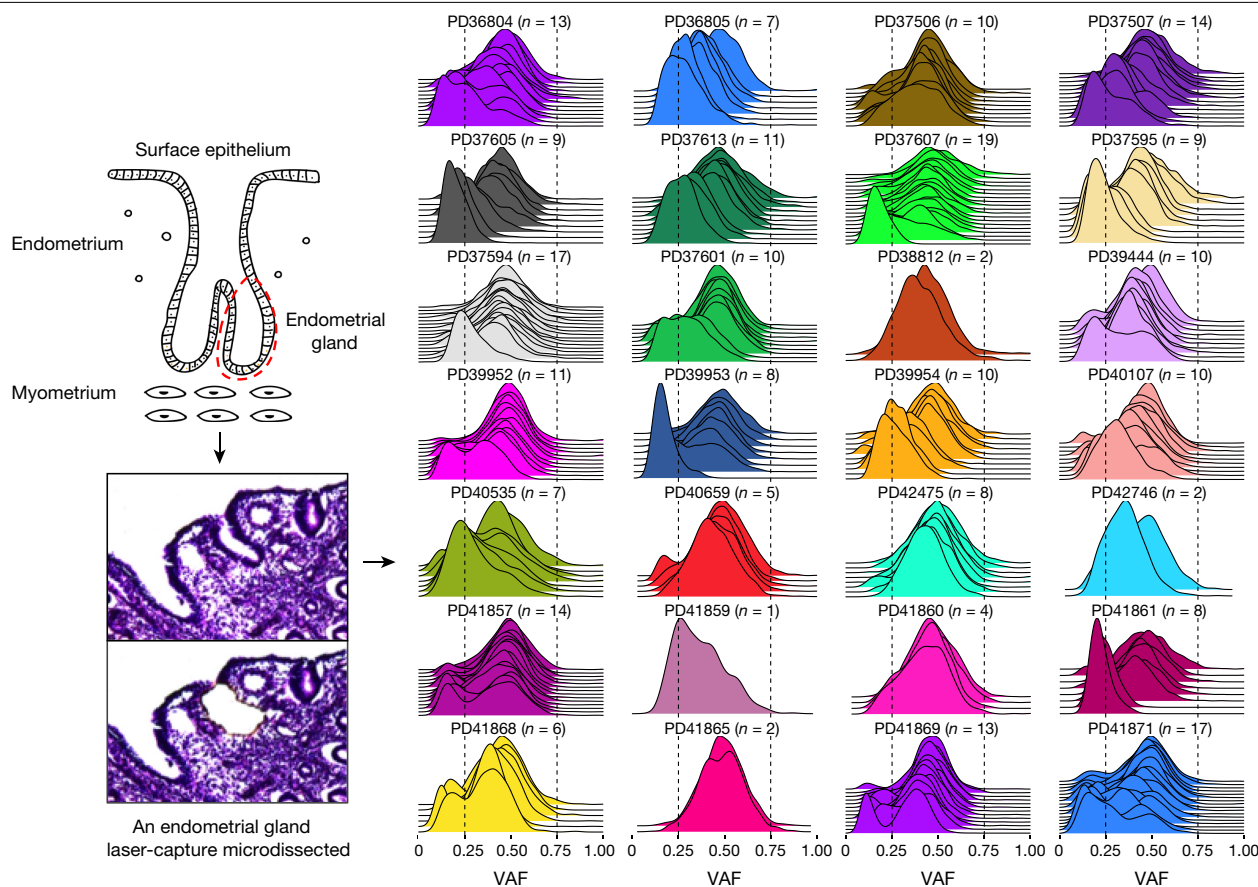 Surface epithelium
Endometrium
Endometrial
gland
Myometrium
An endometrial gland
laser-capture microdissected
PD36804 (n = 13)
PD36805 (n = 7)
PD37506 (n = 10)
PD37507 (n = 14)
PD37605 (n = 9)
PD37613 (n = 11)
PD37607 (n = 19)
PD37595 (n = 9)
PD37594 (n = 17)
PD37601 (n = 10)
PD38812 (n = 2)
PD39444 (n = 10)
PD39952 (n = 11)
PD39953 (n = 8)
PD39954 (n = 10)
PD40107 (n = 10)
PD40535 (n = 7)
PD40659 (n = 5)
PD42475 (n = 8)
PD42746 (n = 2)
PD41857 (n = 14)
PD41859 (n = 1)
PD41860 (n = 4)
PD41861 (n = 8)
PD41868 (n = 6)
PD41865 (n = 2)
PD41869 (n = 13)
PD41871 (n = 17)
0 0.25 0.50 0.75 1.00
0 0.25 0.50 0.75 1.00
0 0.25 0.50 0.75 1.00
0 0.25 0.50 0.75 1.00
VAF
VAF
VAF
VAF